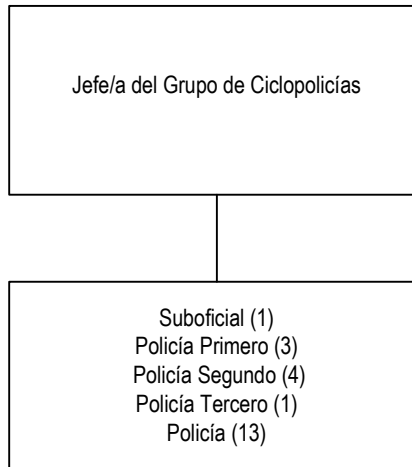 Jefe/a del Grupo de Ciclopolicías
Suboficial (1)
Policía Primero (3)
Policía Segundo (4)
Policía Tercero (1)
Policía (13)